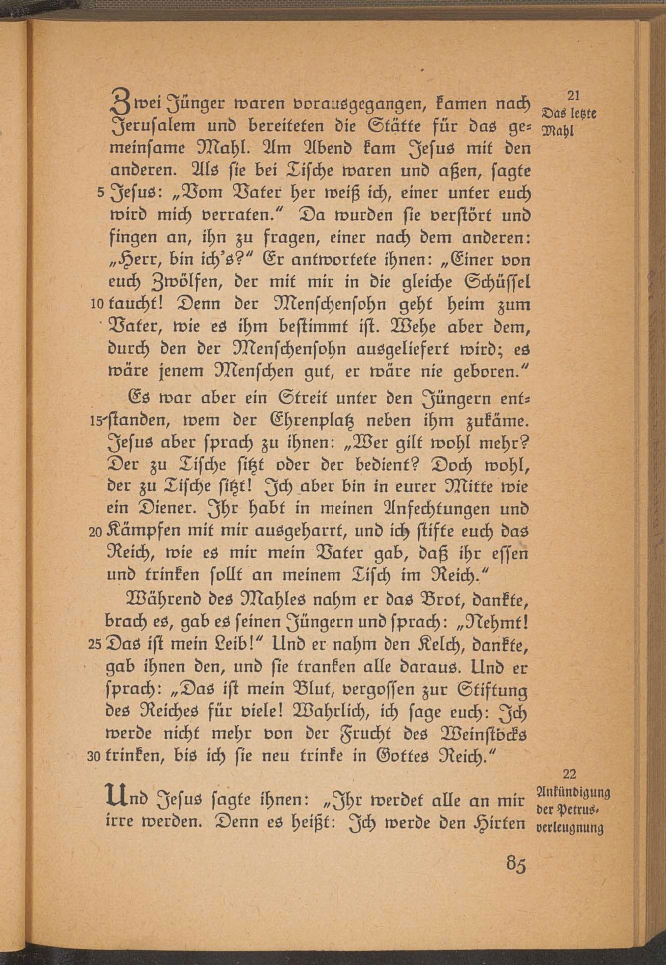 21
Das letzte
Mahl
Zwei Jünger waren vorausgegangen, kamen nach
Jerusalem und bereiteten die Stätte für das ge-
meinsame Mahl. Am Abend kam Jesus mit den
anderen. Als sie bei Tische waren und aßen, sagte
5 Jesus: „Vom Vater her weiß ich, einer unter euch
wird mich verraten.“ Da wurden sie verstört und
fingen an, ihn zu fragen, einer nach dem anderen:
„Herr, bin ich's?“ Er antwortete ihnen: „Einer von
euch Zwölfen, der mit mir in die gleiche Schüssel
10 taucht! Denn der Menschensohn geht heim zum
Vater, wie es ihm bestimmt ist. Wehe aber dem,
durch den der Menschensohn ausgeliefert wird; es
wäre jenem Menschen gut, er wäre nie geboren.“
Es war aber ein Streit unter den Jüngern ent-
15 standen, wem der Ehrenplatz neben ihm zukäme.
Jesus aber sprach zu ihnen: „Wer gilt wohl mehr?
Der zu Tische sitzt oder der bedient? Doch wohl,
der zu Tische sitzt! Ich aber bin in eurer Mitte wie
ein Diener. Ihr habt in meinen Anfechtungen und
20 Kämpfen mit mir ausgeharrt, und ich stifte euch das
Reich, wie es mir mein Vater gab, daß ihr essen
und trinken sollt an meinem Tisch im Reich.“
Während des Mahles nahm er das Brot, dankte,
brach es, gab es seinen Jüngern und sprach: „Nehmt!
25 Das ist mein Leib!“ Und er nahm den Kelch, dankte,
gab ihnen den, und sie tranken alle daraus. Und er
sprach: „Das ist mein Blut, vergossen zur Stiftung
des Reiches für viele! Wahrlich, ich sage euch: Ich
werde nicht mehr von der Frucht des Weinstocks
30 trinken, bis ich sie neu trinke in Gottes Reich.“
22
Ankündigung
der Petrus-
verleugnung
Und Jesus sagte ihnen: „Ihr werdet alle an mir
irre werden. Denn es heißt: Ich werde den Hirten
85